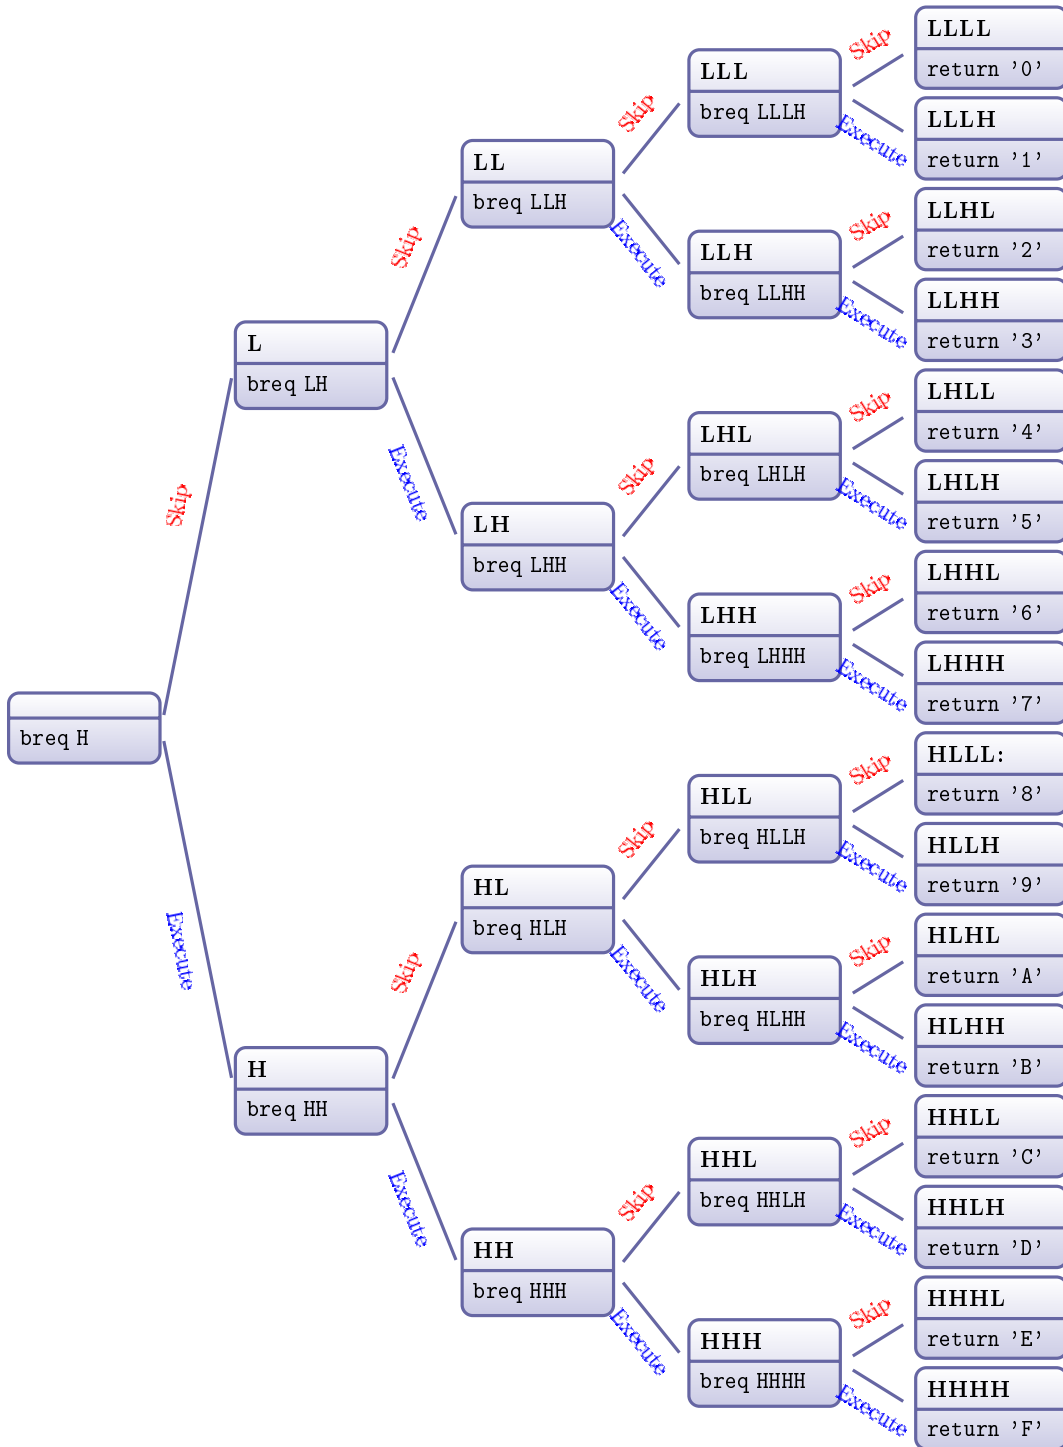 breq H
Skip
Execute
L
breq LH
Skip
Execute
H
breq HH
Skip
Execute
LL
breq LLH
Skip
Execute
LH
breq LHH
Skip
Execute
HL
breq HLH
Skip
Execute
HH
breq HHH
Skip
Execute
LLL
breq LLLH
Skip
Execute
LLH
breq LLHH
Skip
Execute
LHL
breq LHLH
Skip
Execute
LHH
breq LHHH
Skip
Execute
HLL
breq HLLH
Skip
Execute
HLH
breq HLHH
Skip
Execute
HHL
breq HHLH
Skip
Execute
HHH
breq HHHH
Skip
Execute
LLLL
return '0'
LLLH
return '1'
LLHL
return '2'
LLHH
return '3'
LHLL
return '4'
LHLH
return '5'
LHHL
return '6'
LHHH
return '7'
HLLL:
return '8'
HLLH
return '9'
HLHL
return 'A'
HLHH
return 'B'
HHLL
return 'C'
HHLH
return 'D'
HHHL
return 'E'
HHHH
return 'F'